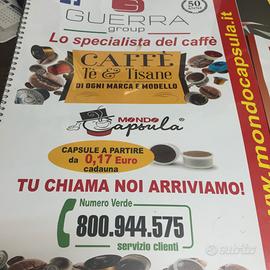 GUERRA
group
50
Lo specialista del caffè
CAFFÈ
Tè & Tisane
DI OGNI MARCA E MODELLO
MONDO
Capsula®
CAPSULE A PARTIRE
da 0,17 Euro
cadauna
TU CHIAMA NOI ARRIVIAMO!
Numero Verde
800.944.575
servizio clienti
www.mondocapsula.it
subito